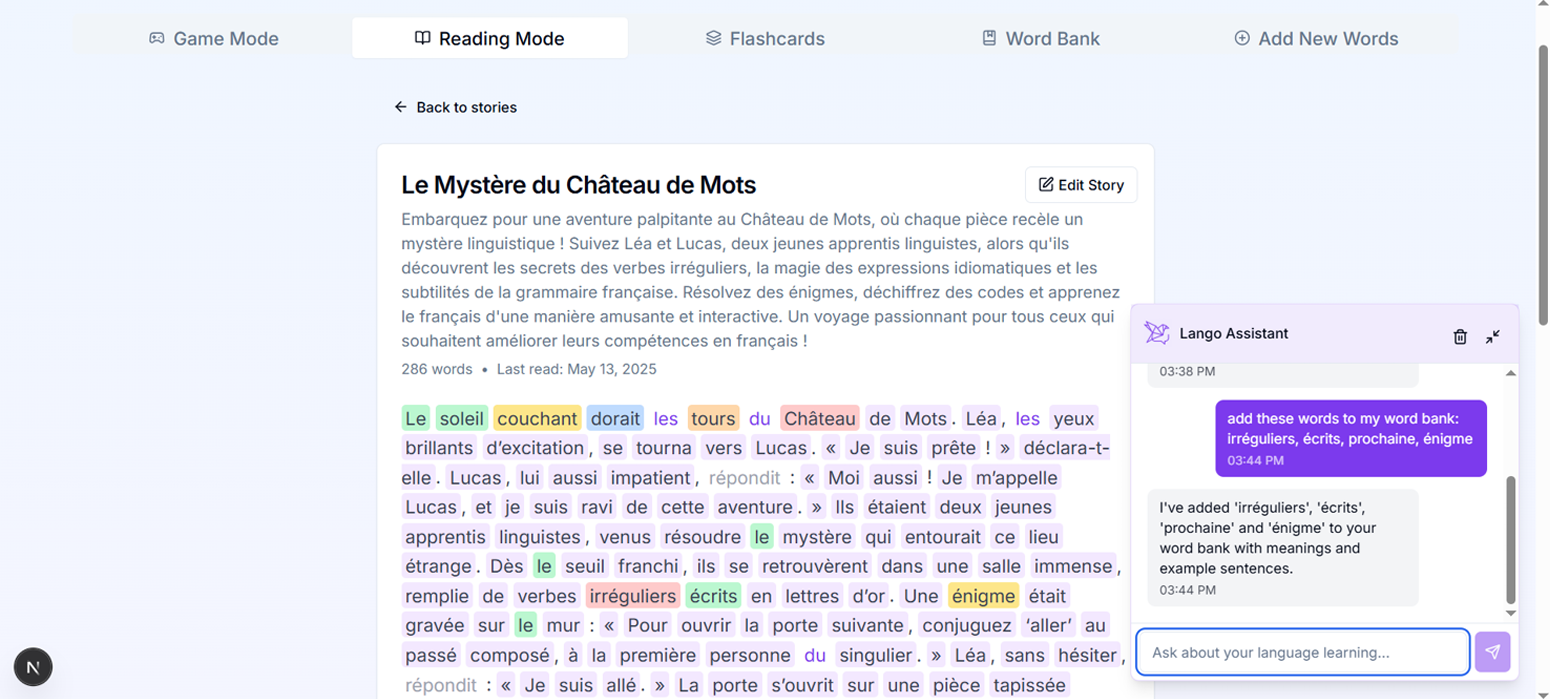 Game Mode
Reading Mode
Flashcards
Word Bank
Add New Words
Back to stories
Le Mystère du Château de Mots
Edit Story
Embarquez pour une aventure palpitante au Château de Mots, où chaque pièce recèle un
mystère linguistique ! Suivez Léa et Lucas, deux jeunes apprentis linguistes, alors qu'ils
découvrent les secrets des verbes irréguliers, la magie des expressions idiomatiques et les
subtilités de la grammaire française. Résolvez des énigmes, déchiffrez des codes et apprenez
le français d'une manière amusante et interactive. Un voyage passionnant pour tous ceux qui
souhaitent améliorer leurs compétences en français !
286 words • Last read: May 13, 2025
Le soleil couchant dorait les tours du Château de Mots. Léa, les yeux
brillants d’excitation, se tourna vers Lucas. « Je suis prête ! » déclara-t-
elle. Lucas, lui aussi impatient, répondit : « Moi aussi ! Je m’appelle
Lucas, et je suis ravi de cette aventure. » Ils étaient deux jeunes
apprentis linguistes, venus résoudre le mystère qui entourait ce lieu
étrange. Dès le seuil franchi, ils se retrouvèrent dans une salle immense,
remplie de verbes irréguliers écrits en lettres d’or. Une énigme était
gravée sur le mur : « Pour ouvrir la porte suivante, conjuguez ‘aller’ au
passé composé, à la première personne du singulier. » Léa, sans hésiter,
répondit : « Je suis allé. » La porte s’ouvrit sur une pièce tapissée
Lango Assistant
03:38 PM
add these words to my word bank:
irréguliers, écrits, prochaine, énigme
03:44 PM
I've added 'irréguliers', 'écrits',
'prochaine' and 'énigme' to your
word bank with meanings and
example sentences.
03:44 PM
Ask about your language learning...
N